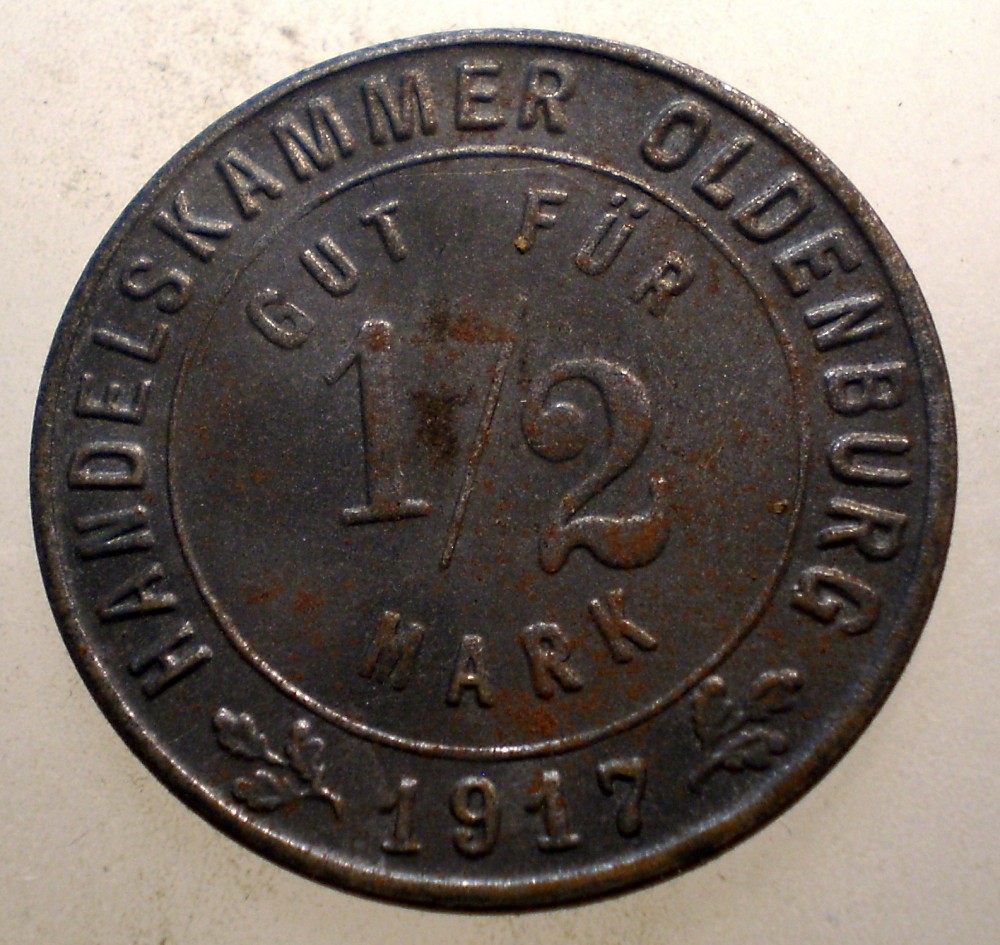 HANDELSKAMMER OLDENBURG
GUT FÜR
1/2
MARK
1917